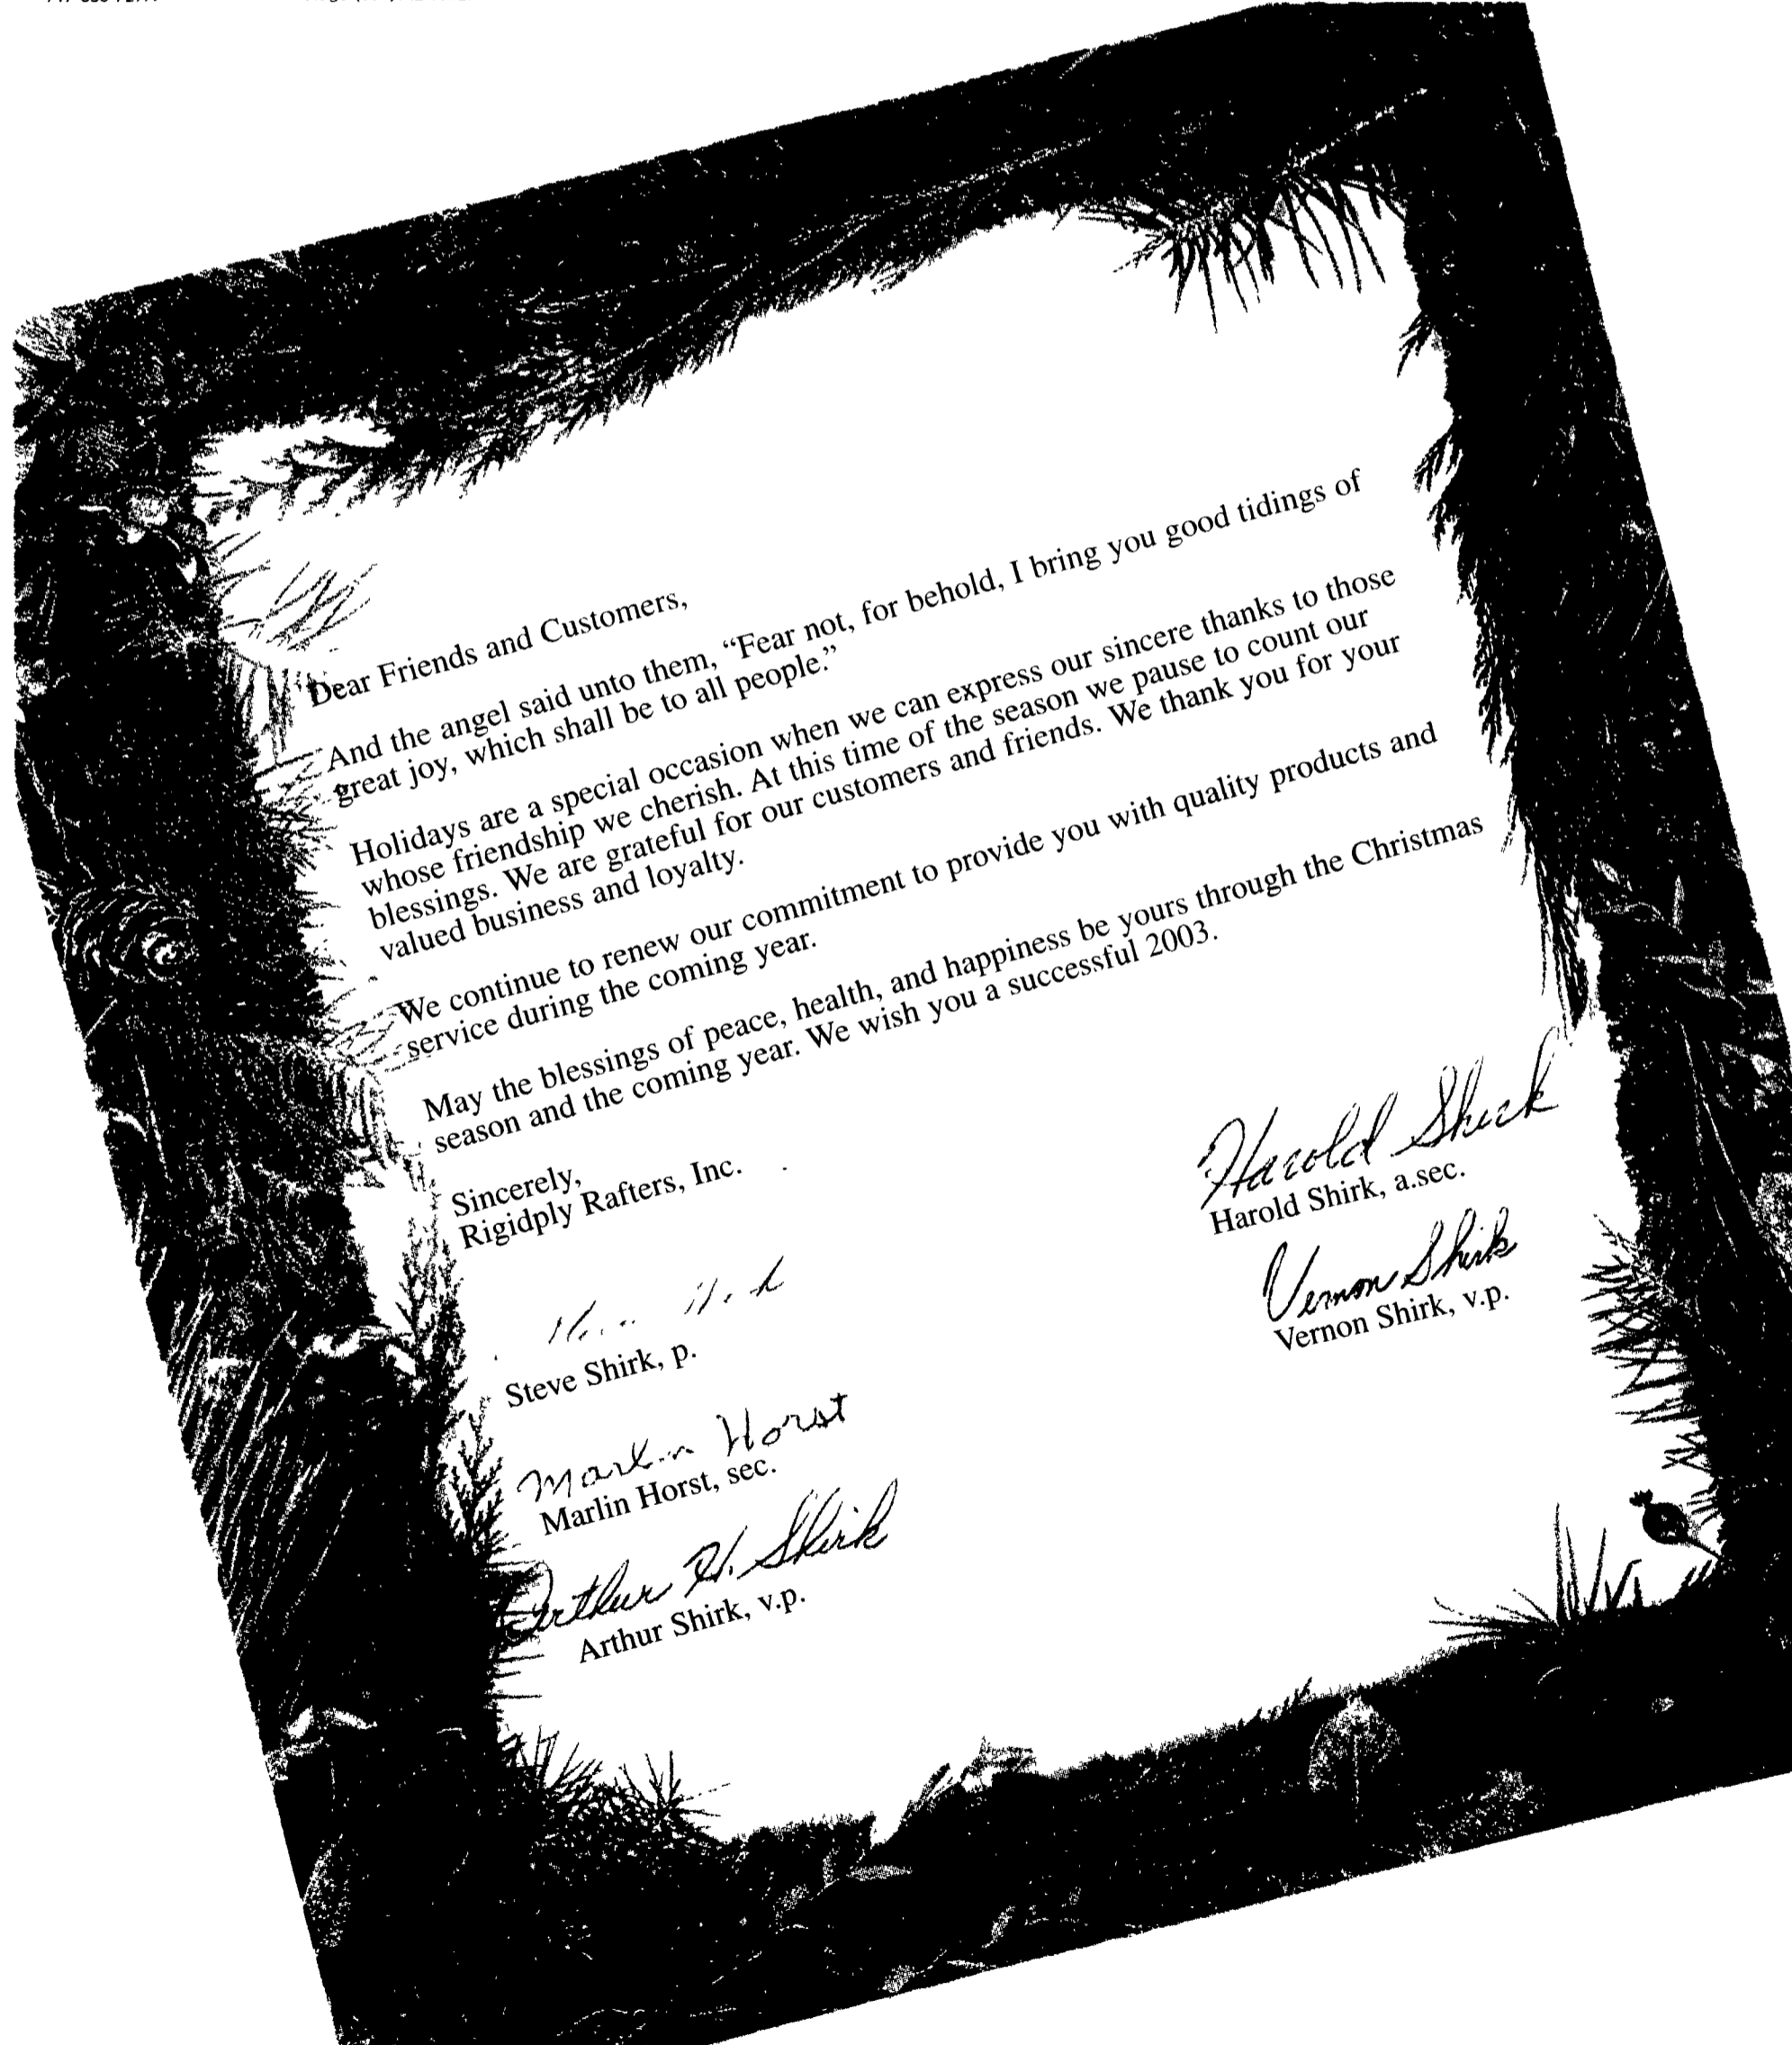 Dear Friends and Customers,
And the angel said unto them, “Fear not, for behold, I bring you good tidings of
great joy, which shall be to all people.”
Holidays are a special occasion when we can express our sincere thanks to those
whose friendship we cherish. At this time of the season we pause to count our
blessings. We are grateful for our customers and friends. We thank you for your
valued business and loyalty.
We continue to renew our commitment to provide you with quality products and
service during the coming year.
May the blessings of peace, health, and happiness be yours through the Christmas
season and the coming year. We wish you a successful 2003.
Sincerely,
Rigidply Rafters, Inc.
Steve Shirk, p.
Marlin Horst
Marlin Horst, sec.
Arthur H. Shirk
Arthur Shirk, v.p.
Harold Shirk
Harold Shirk, a.sec.
Vernon Shirk
Vernon Shirk, v.p.